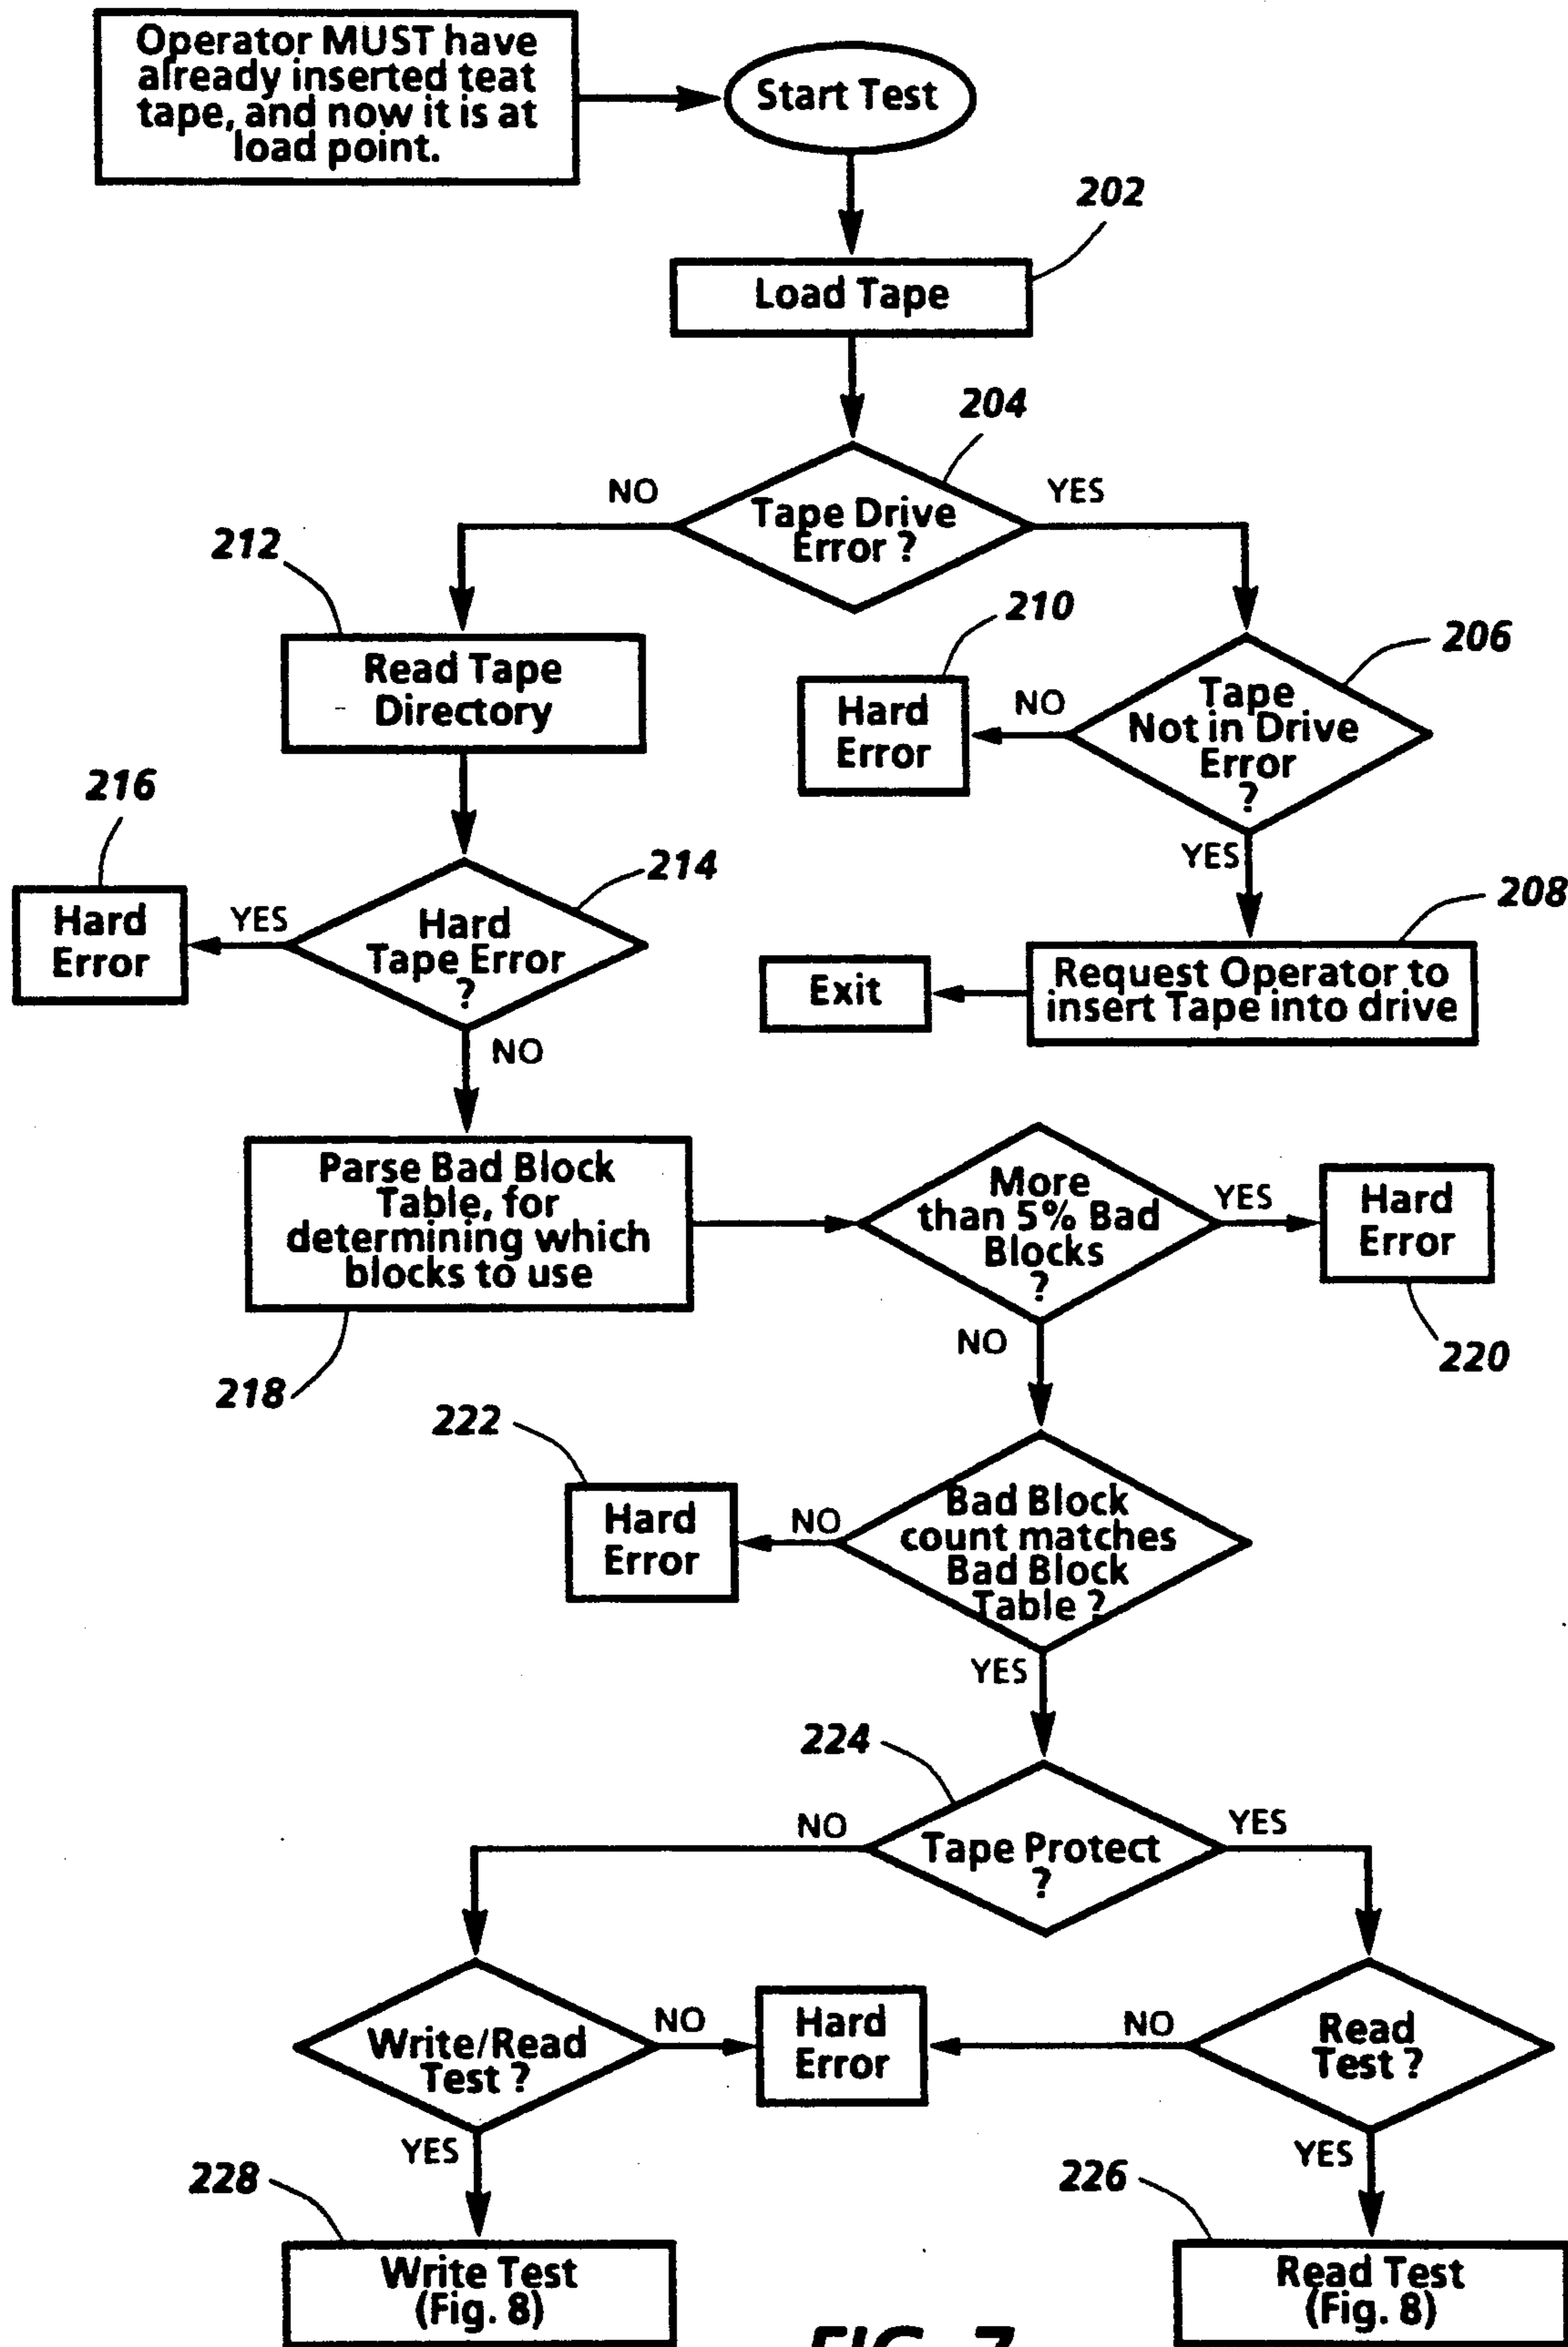 Operator MUST have
already inserted teat
tape, and now it is at
load point.
Start Test
202
Load Tape
204
NO
YES
Tape Drive
Error ?
212
210
206
Read Tape
Directory
Hard
Error
NO
Tape
Not in Drive
Error
?
216
214
YES
208
Hard
Error
YES
Hard
Tape Error
?
Exit
Request Operator to
insert Tape into drive
NO
Parse Bad Block
Table, for
determining which
blocks to use
More
than 5% Bad
Blocks
?
YES
Hard
Error
NO
220
218
222
Hard
Error
NO
Bad Block
count matches
Bad Block
Table ?
YES
224
NO
YES
Tape Protect
?
Write/Read
Test ?
NO
Hard
Error
NO
Read
Test ?
YES
YES
228
226
Write Test
(Fig. 8)
Read Test
(Fig. 8)
FIG. 7